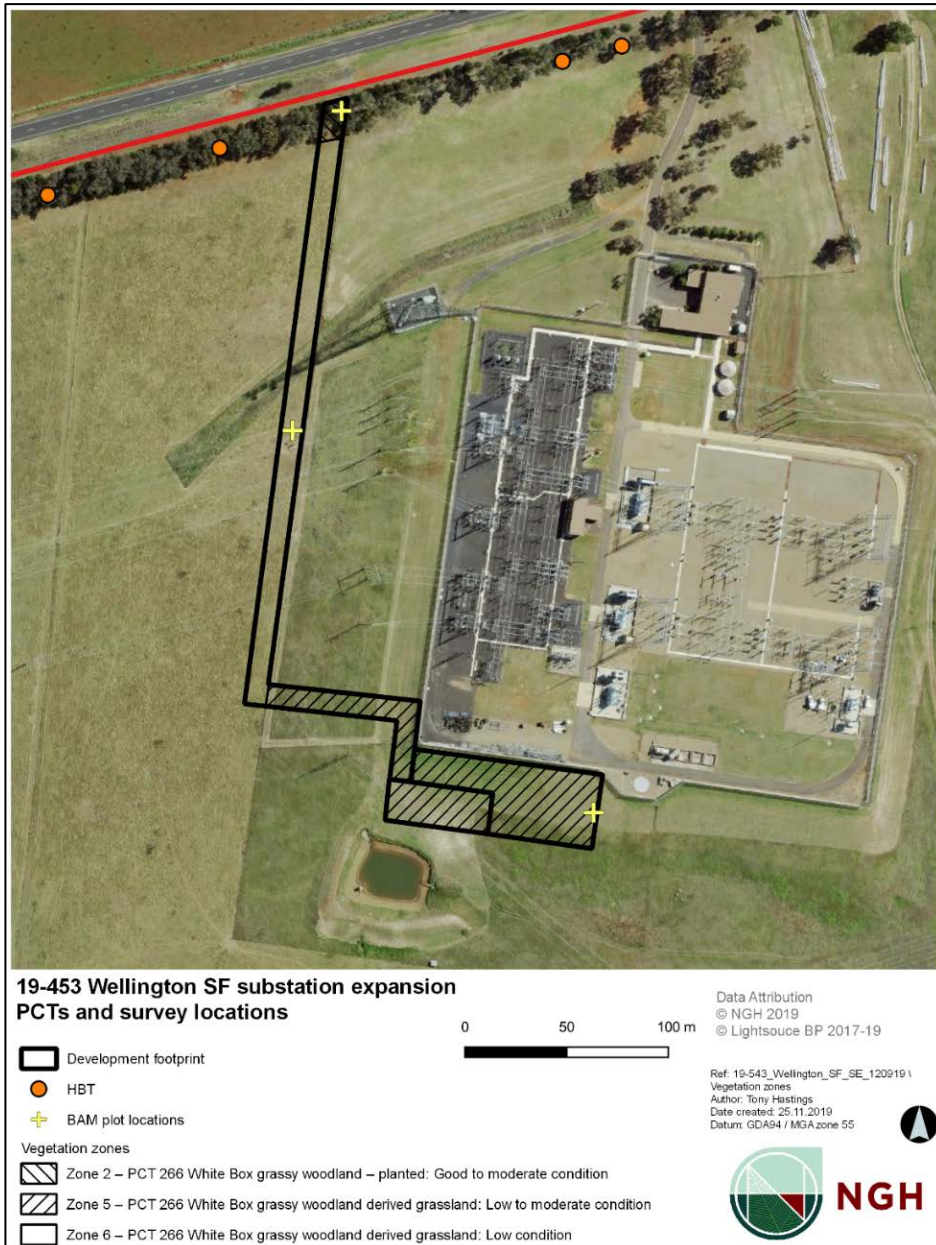 19-453 Wellington SF substation expansion
PCTs and survey locations
Development footprint
HBT
BAM plot locations
Vegetation zones
Zone 2 – PCT 266 White Box grassy woodland – planted: Good to moderate condition
Zone 5 – PCT 266 White Box grassy woodland derived grassland: Low to moderate condition
Zone 6 – PCT 266 White Box grassy woodland derived grassland: Low condition
0 50 100 m
Data Attribution
© NGH 2019
© Lightsouce BP 2017-19
Ref: 19-543_Wellington_SF_SE_120919 \
Vegetation zones
Author: Tony Hastings
Date created: 25.11.2019
Datum: GDA94 / MGA zone 55
NGH